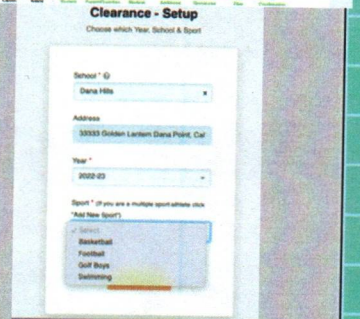 Clearance - Setup
Choose which Year, School & Sport
School *
Dana Hills
Address
33333 Golden Lantern Dana Point, Cal
Year *
2022-23
Sport * (If you are a multiple sport athlete click
"Add New Sport")
✓ Select
Basketball
Football
Golf Boys
Swimming